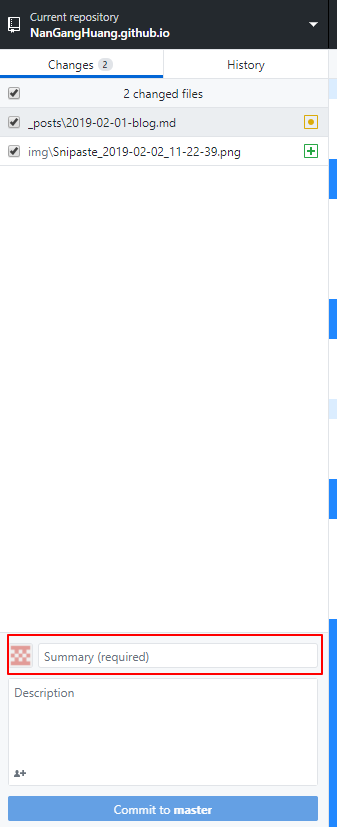 Current repository
NanGangHuang.github.io
Changes 2 History
2 changed files
_posts\2019-02-01-blog.md
img\Snipaste_2019-02-02_11-22-39.png
Summary (required)
Description
Commit to master